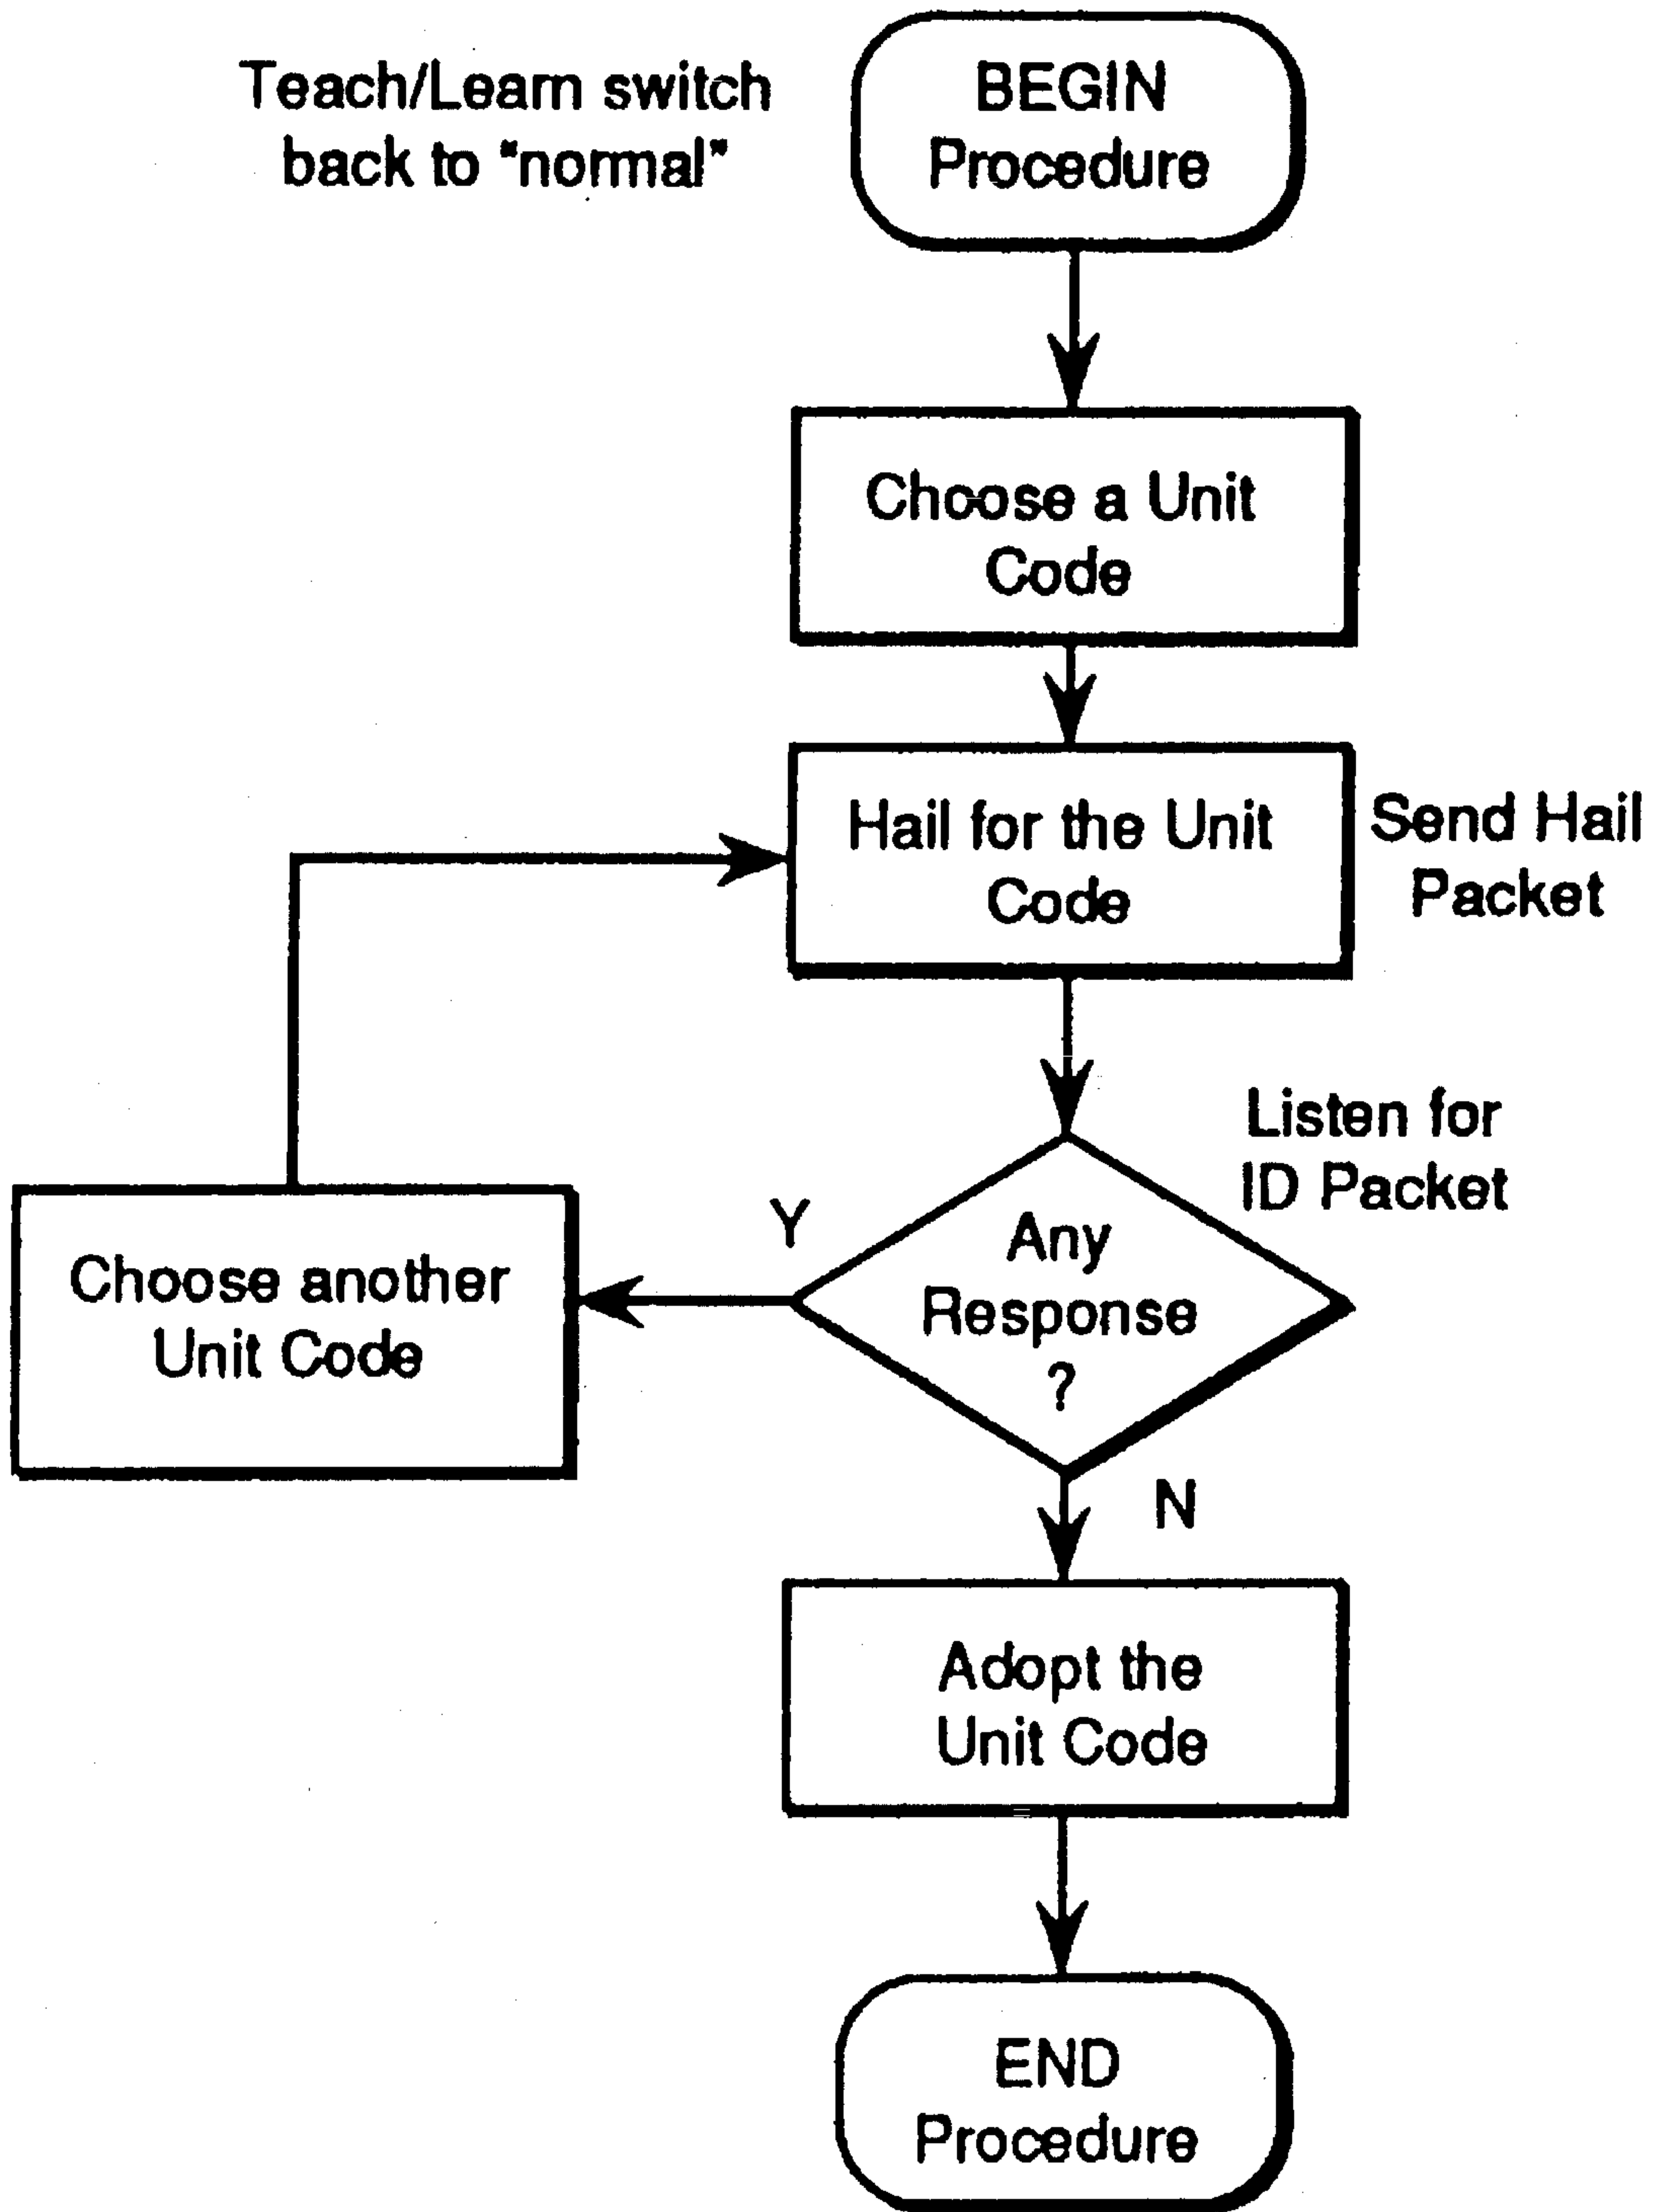 Teach/Learn switch
back to "normal"
BEGIN
Procedure
Choose a Unit
Code
Hail for the Unit
Code
Send Hail
Packet
Listen for
ID Packet
Any
Response
?
Y
Choose another
Unit Code
N
Adopt the
Unit Code
END
Procedure